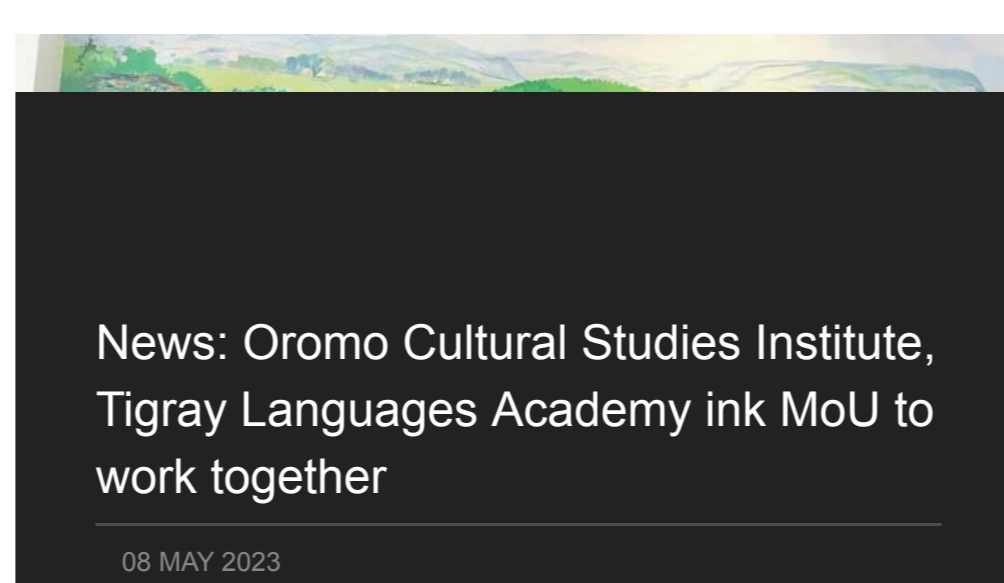 News: Oromo Cultural Studies Institute,
Tigray Languages Academy ink MoU to
work together
08 MAY 2023